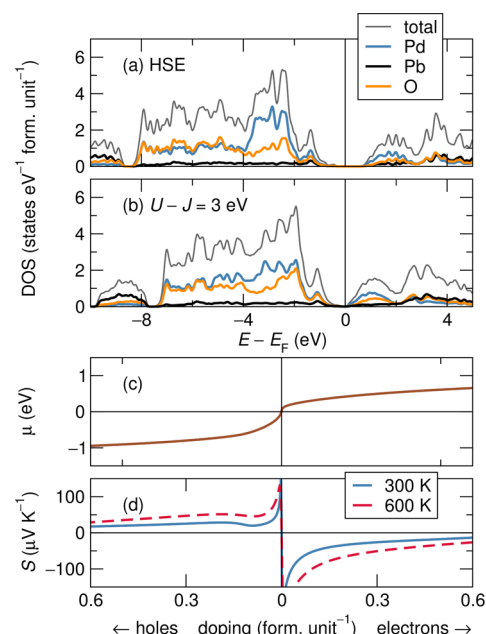 total
Pd
Pb
O
(a) HSE
6
4
2
0
(b) U − J = 3 eV
6
4
2
0
DOS (states eV⁻¹ form. unit⁻¹)
−8 −4 0 4
E − E_F (eV)
(c)
1
0
−1
μ (eV)
(d)
300 K
600 K
100
0
−100
S (μV K⁻¹)
0.6 0.3 0 0.3 0.6
← holes doping (form. unit⁻¹) electrons →